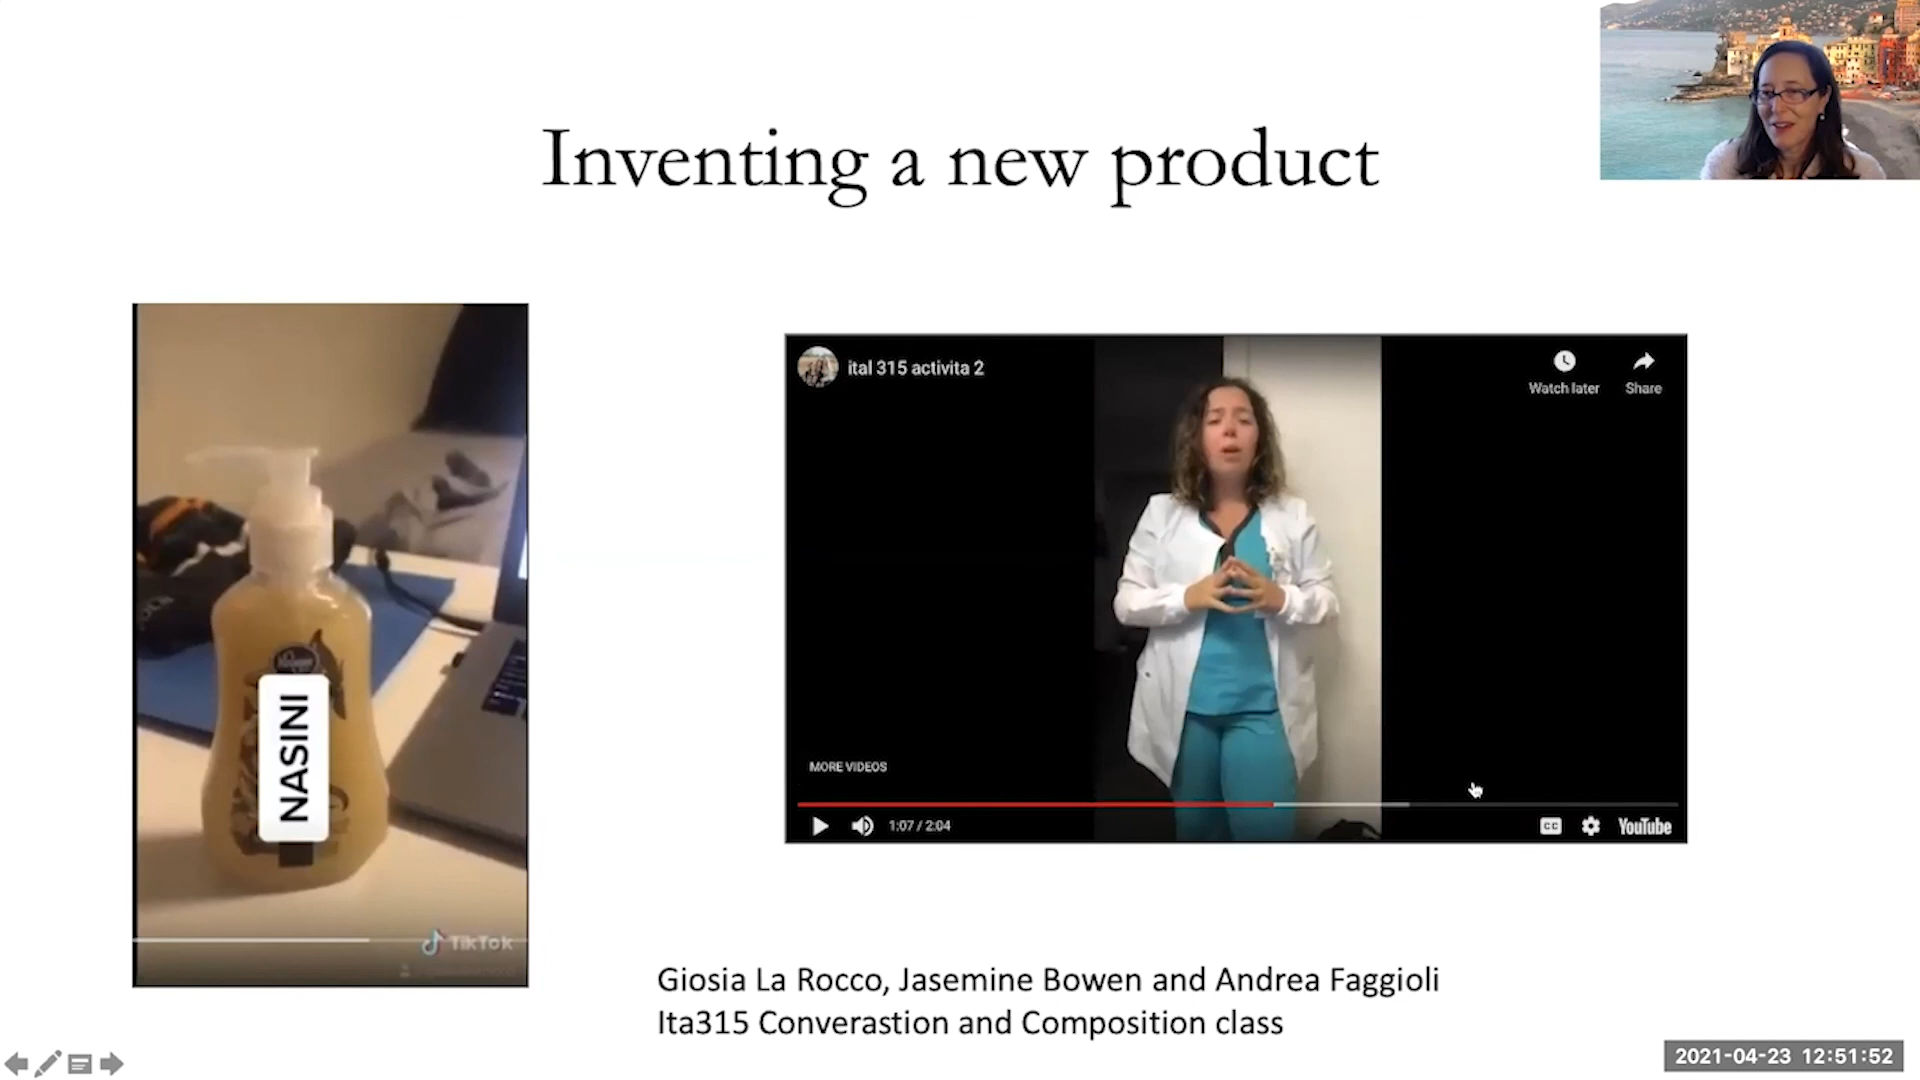 Inventing a new product
ital 315 activita 2
Watch later
Share
NASINI
MORE VIDEOS
1:07 / 2:04
CC
YouTube
TikTok
Giosia La Rocco, Jasemine Bowen and Andrea Faggioli
Ita315 Converastion and Composition class
2021-04-23 12:51:52